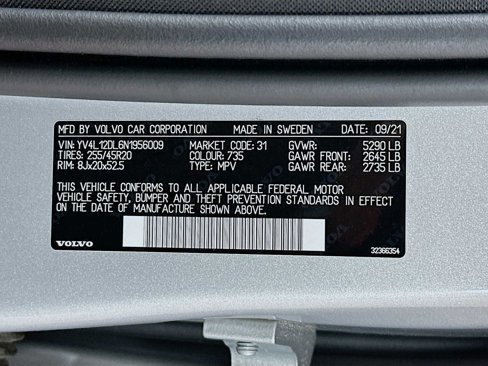 MFD BY VOLVO CAR CORPORATION MADE IN SWEDEN DATE: 09/21
VIN: YV4L12DL6N1956009 MARKET CODE: 31 GVWR: 5290 LB
TIRES: 255/45R20 COLOUR: 735 GAWR FRONT: 2645 LB
RIM: 8Jx20x52.5 TYPE: MPV GAWR REAR: 2735 LB
THIS VEHICLE CONFORMS TO ALL APPLICABLE FEDERAL MOTOR
VEHICLE SAFETY, BUMPER AND THEFT PREVENTION STANDARDS IN EFFECT
ON THE DATE OF MANUFACTURE SHOWN ABOVE.
VOLVO 32366354